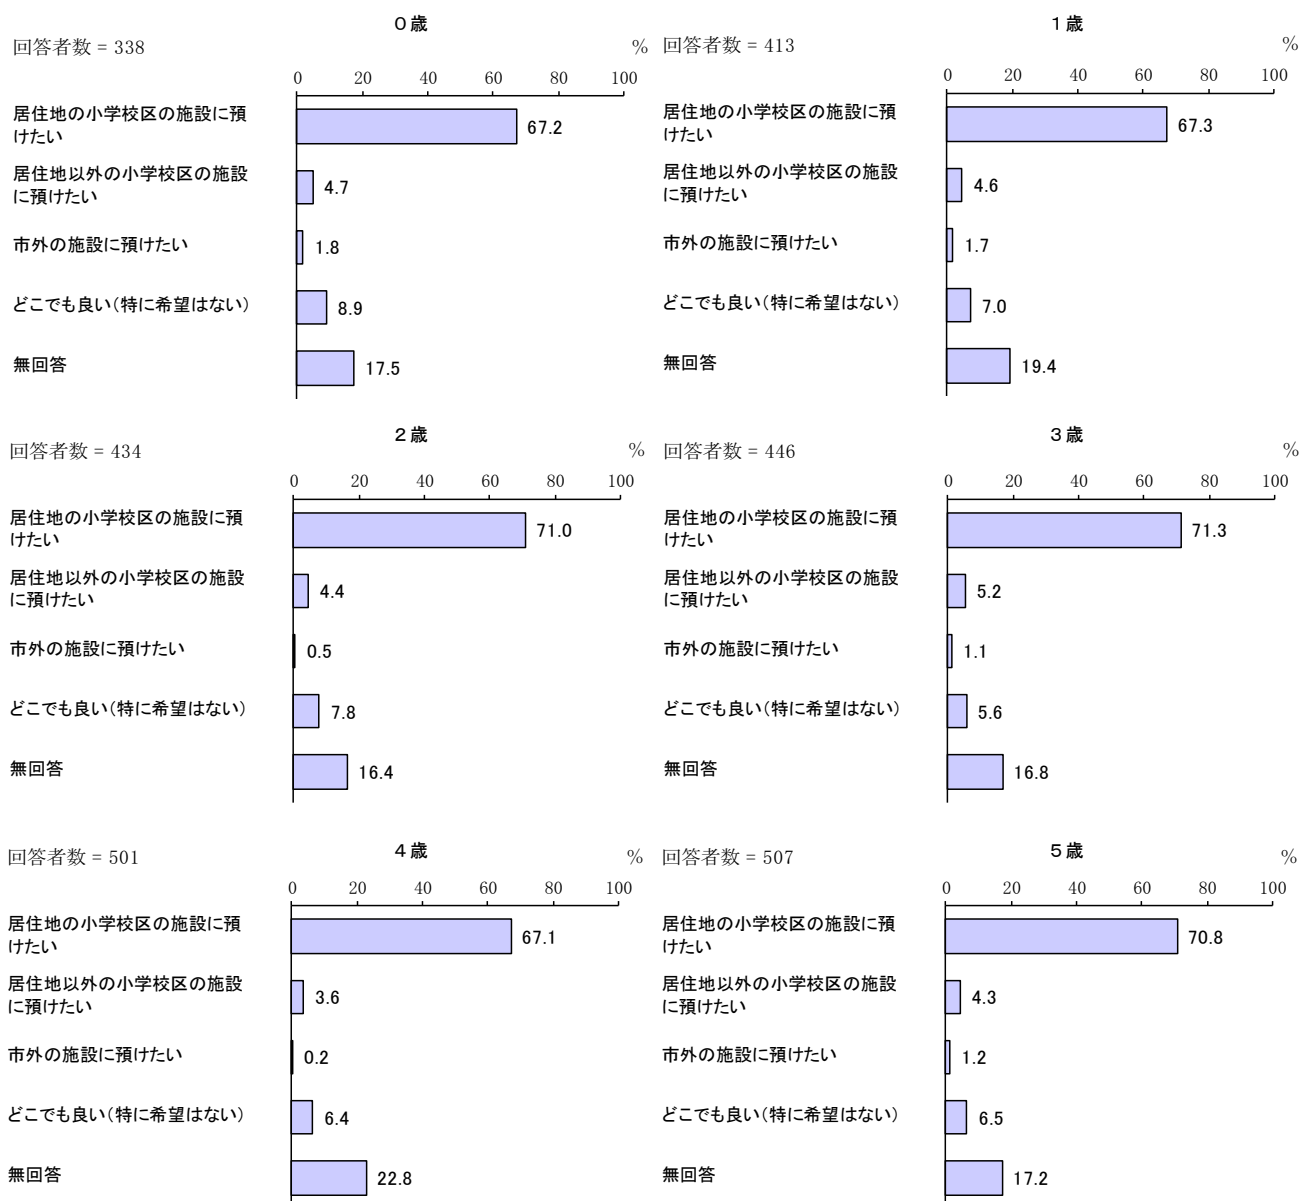 ０歳
回答者数 = 338
%
0 20 40 60 80 100
居住地の小学校区の施設に預
けたい
67.2
居住地以外の小学校区の施設
に預けたい
4.7
市外の施設に預けたい
1.8
どこでも良い（特に希望はない）
8.9
無回答
17.5
１歳
回答者数 = 413
%
0 20 40 60 80 100
居住地の小学校区の施設に預
けたい
67.3
居住地以外の小学校区の施設
に預けたい
4.6
市外の施設に預けたい
1.7
どこでも良い（特に希望はない）
7.0
無回答
19.4
２歳
回答者数 = 434
%
0 20 40 60 80 100
居住地の小学校区の施設に預
けたい
71.0
居住地以外の小学校区の施設
に預けたい
4.4
市外の施設に預けたい
0.5
どこでも良い（特に希望はない）
7.8
無回答
16.4
３歳
回答者数 = 446
%
0 20 40 60 80 100
居住地の小学校区の施設に預
けたい
71.3
居住地以外の小学校区の施設
に預けたい
5.2
市外の施設に預けたい
1.1
どこでも良い（特に希望はない）
5.6
無回答
16.8
４歳
回答者数 = 501
%
0 20 40 60 80 100
居住地の小学校区の施設に預
けたい
67.1
居住地以外の小学校区の施設
に預けたい
3.6
市外の施設に預けたい
0.2
どこでも良い（特に希望はない）
6.4
無回答
22.8
５歳
回答者数 = 507
%
0 20 40 60 80 100
居住地の小学校区の施設に預
けたい
70.8
居住地以外の小学校区の施設
に預けたい
4.3
市外の施設に預けたい
1.2
どこでも良い（特に希望はない）
6.5
無回答
17.2